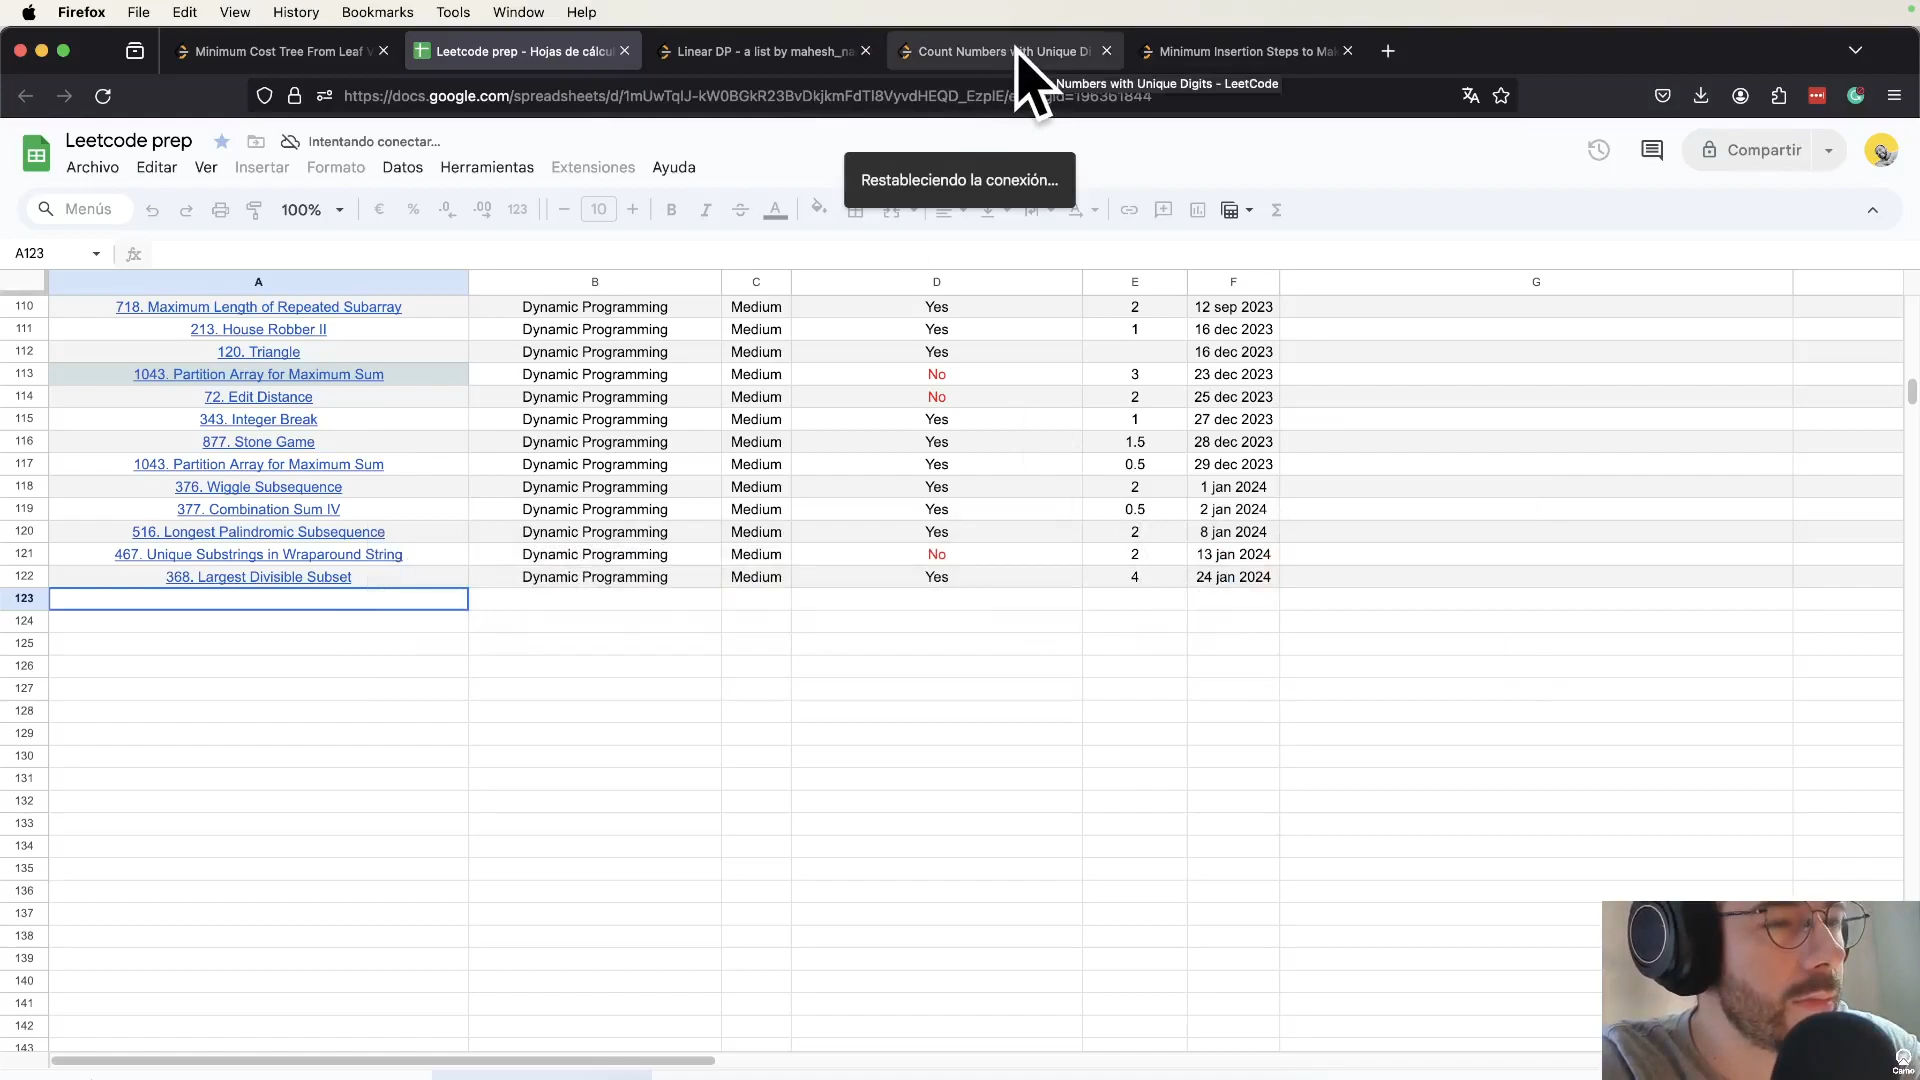 Firefox File Edit View History Bookmarks Tools Window Help
Minimum Cost Tree From Leaf V Leetcode prep - Hojas de cálcu Linear DP - a list by mahesh_na Count Numbers with Unique Di Minimum Insertion Steps to Mak
https://docs.google.com/spreadsheets/d/1mUwTqlJ-kW0BGkR23BvDkjkmFdTl8VyvdHEQD_EzplE/e
Numbers with Unique Digits - LeetCode
Leetcode prep Intentando conectar...
Archivo Editar Ver Insertar Formato Datos Herramientas Extensiones Ayuda
Compartir
Restableciendo la conexión...
Menús 100% € % .0 .00 123 10 B I A
A123 fx
A B C D E F G
110 718. Maximum Length of Repeated Subarray Dynamic Programming Medium Yes 2 12 sep 2023
111 213. House Robber II Dynamic Programming Medium Yes 1 16 dec 2023
112 120. Triangle Dynamic Programming Medium Yes 16 dec 2023
113 1043. Partition Array for Maximum Sum Dynamic Programming Medium No 3 23 dec 2023
114 72. Edit Distance Dynamic Programming Medium No 2 25 dec 2023
115 343. Integer Break Dynamic Programming Medium Yes 1 27 dec 2023
116 877. Stone Game Dynamic Programming Medium Yes 1.5 28 dec 2023
117 1043. Partition Array for Maximum Sum Dynamic Programming Medium Yes 0.5 29 dec 2023
118 376. Wiggle Subsequence Dynamic Programming Medium Yes 2 1 jan 2024
119 377. Combination Sum IV Dynamic Programming Medium Yes 0.5 2 jan 2024
120 516. Longest Palindromic Subsequence Dynamic Programming Medium Yes 2 8 jan 2024
121 467. Unique Substrings in Wraparound String Dynamic Programming Medium No 2 13 jan 2024
122 368. Largest Divisible Subset Dynamic Programming Medium Yes 4 24 jan 2024
123
124
125
126
127
128
129
130
131
132
133
134
135
136
137
138
139
140
141
142
143
Camo